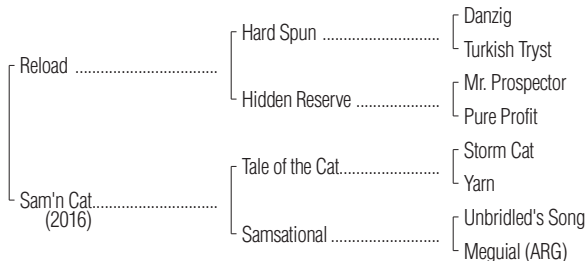 Danzig
Hard Spun ........................
Turkish Tryst
Reload .............................
Mr. Prospector
Hidden Reserve .................
Pure Profit
Storm Cat
Tale of the Cat....................
Yarn
Sam'n Cat.........................
(2016)
Unbridled's Song
Samsational ......................
Meguial (ARG)